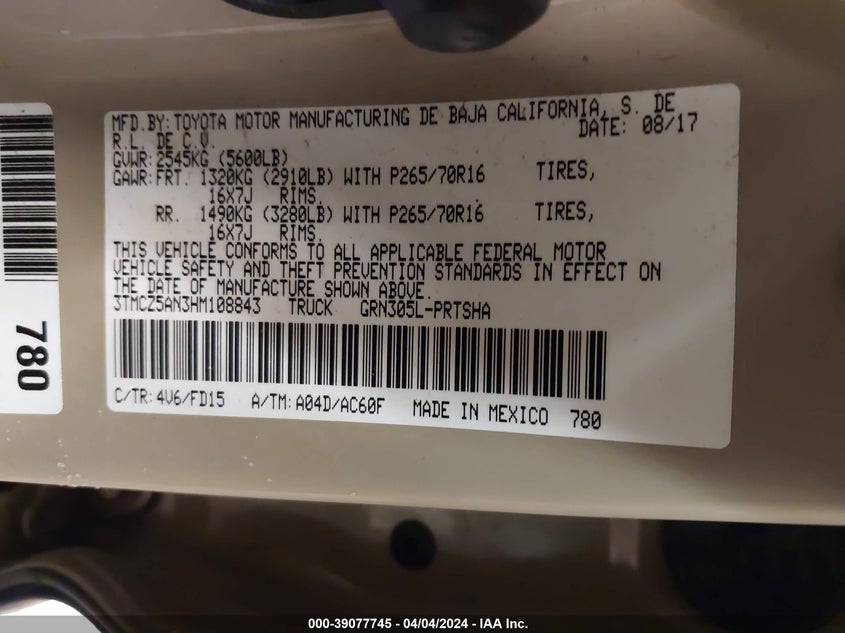 MFD.BY:TOYOTA MOTOR MANUFACTURING DE BAJA CALIFORNIA, S. DE
R.L. DE C.V. DATE: 08/17
GVWR:2545KG (5600LB)
GAWR:FRT. 1320KG (2910LB) WITH P265/70R16 TIRES,
16X7J RIMS.
RR. 1490KG (3280LB) WITH P265/70R16 TIRES,
16X7J RIMS.
THIS VEHICLE CONFORMS TO ALL APPLICABLE FEDERAL MOTOR
VEHICLE SAFETY AND THEFT PREVENTION STANDARDS IN EFFECT ON
THE DATE OF MANUFACTURE SHOWN ABOVE.
3TMCZ5AN3HM108843 TRUCK GRN305L-PRTSHA
C/TR:4V6/FD15 A/TM:A04D/AC60F MADE IN MEXICO 780
780
000-39077745 - 04/04/2024 - IAA Inc.